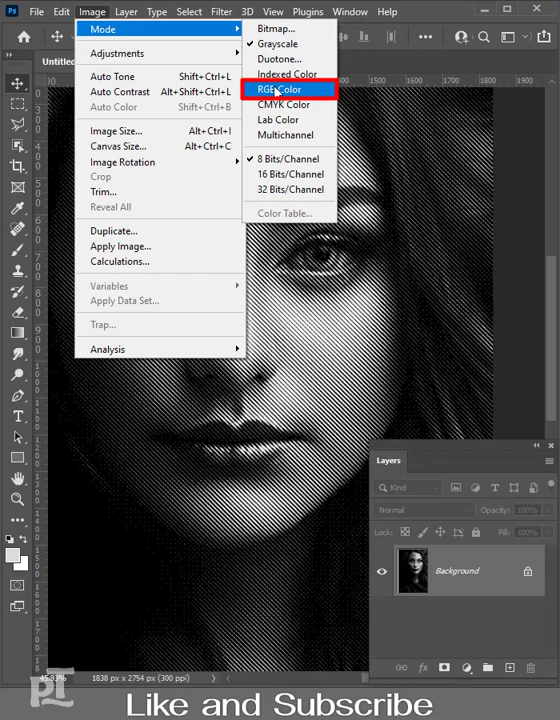 Ps File Edit Image Layer Type Select Filter 3D View Plugins Window Help
Mode
Adjustments
Auto Tone Shift+Ctrl+L
Auto Contrast Alt+Shift+Ctrl+L
Auto Color Shift+Ctrl+B
Image Size... Alt+Ctrl+I
Canvas Size... Alt+Ctrl+C
Image Rotation
Crop
Trim...
Reveal All
Duplicate...
Apply Image...
Calculations...
Variables
Apply Data Set...
Trap...
Analysis
Bitmap...
Grayscale
Duotone...
Indexed Color
RGB Color
CMYK Color
Lab Color
Multichannel
8 Bits/Channel
16 Bits/Channel
32 Bits/Channel
Color Table...
Layers
Kind
Normal Opacity: 100%
Lock: Fill: 100%
Background
1838 px x 2754 px (300 ppi)
PT
Like and Subscribe